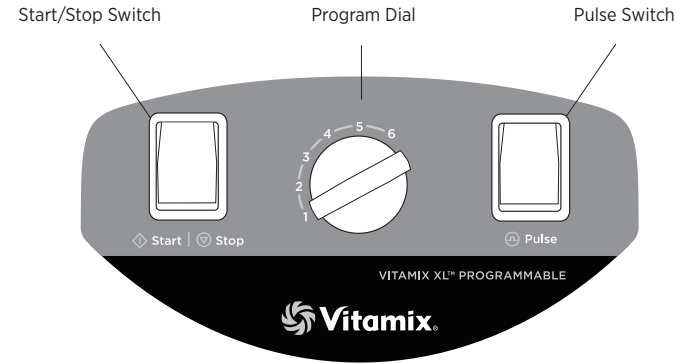 Start/Stop Switch
Program Dial
Pulse Switch
1
2
3
4
5
6
Start | Stop
Pulse
VITAMIX XL™ PROGRAMMABLE
Vitamix®